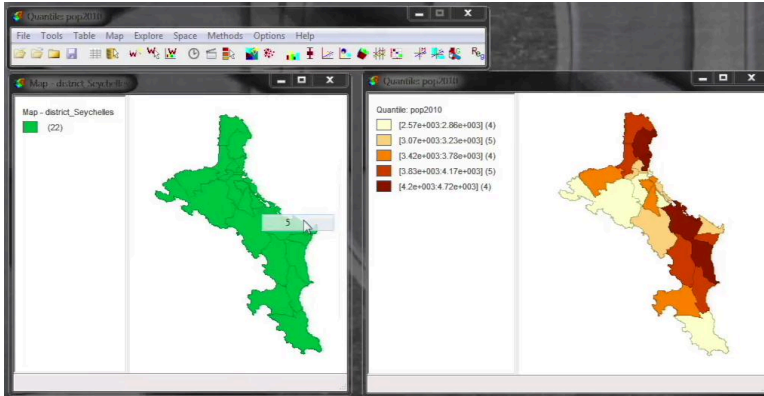 Quantile: pop2010
File Tools Table Map Explore Space Methods Options Help
Map - district_Seychelles
Quantile: pop2010
Map - district_Seychelles
(22)
5
Quantile: pop2010
[2.57e+003:2.86e+003] (4)
[3.07e+003:3.23e+003] (5)
[3.42e+003:3.78e+003] (4)
[3.83e+003:4.17e+003] (5)
[4.2e+003:4.72e+003] (4)